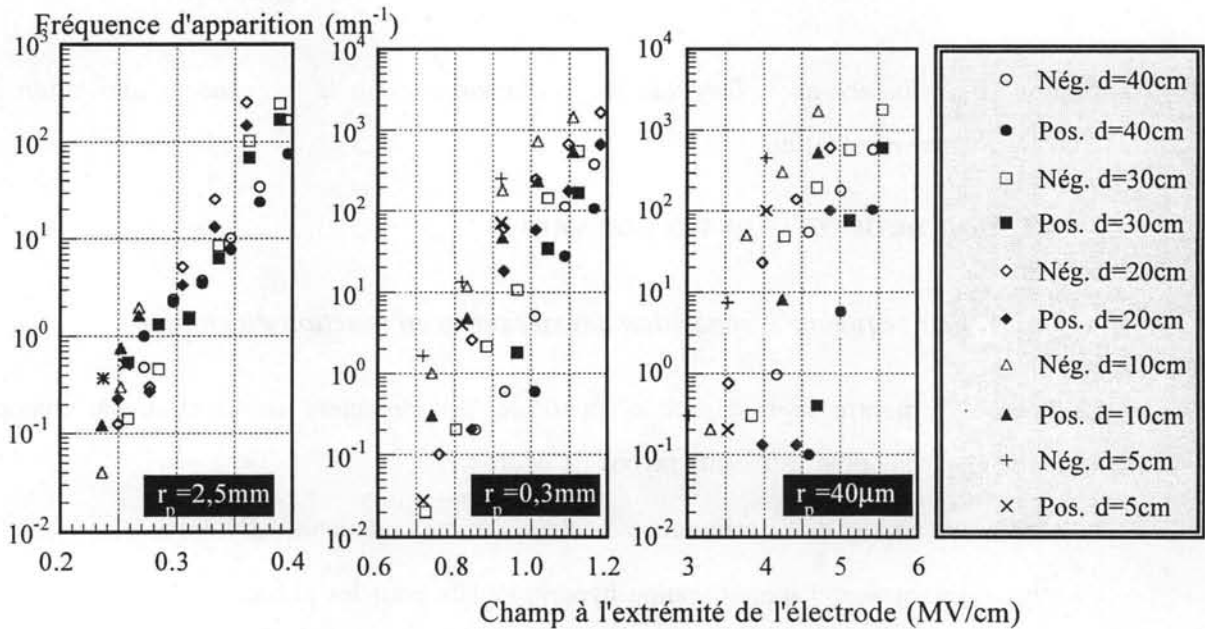 Fréquence d'apparition (mn⁻¹)
10³
10²
10¹
10⁰
10⁻¹
10⁻²
0.2
0.3
0.4
r_p=2,5mm
10⁴
10³
10²
10¹
10⁰
10⁻¹
10⁻²
0.6
0.8
1.0
1.2
r_p=0,3mm
10⁴
10³
10²
10¹
10⁰
10⁻¹
10⁻²
3
4
5
6
r_p=40µm
Champ à l'extrémité de l'électrode (MV/cm)
Nég. d=40cm
Pos. d=40cm
Nég. d=30cm
Pos. d=30cm
Nég. d=20cm
Pos. d=20cm
Nég. d=10cm
Pos. d=10cm
Nég. d=5cm
Pos. d=5cm